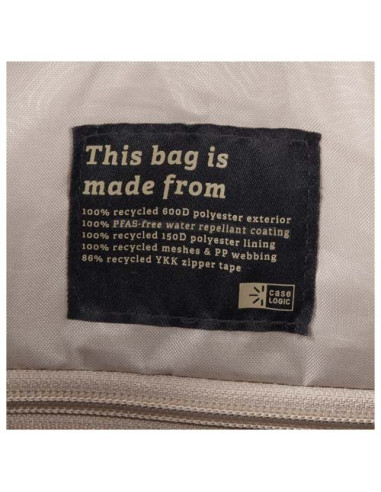 This bag is
made from
100% recycled 600D polyester exterior
100% PFAS-free water repellant coating
100% recycled 150D polyester lining
100% recycled meshes & PP webbing
86% recycled YKK zipper tape
case
LOGIC